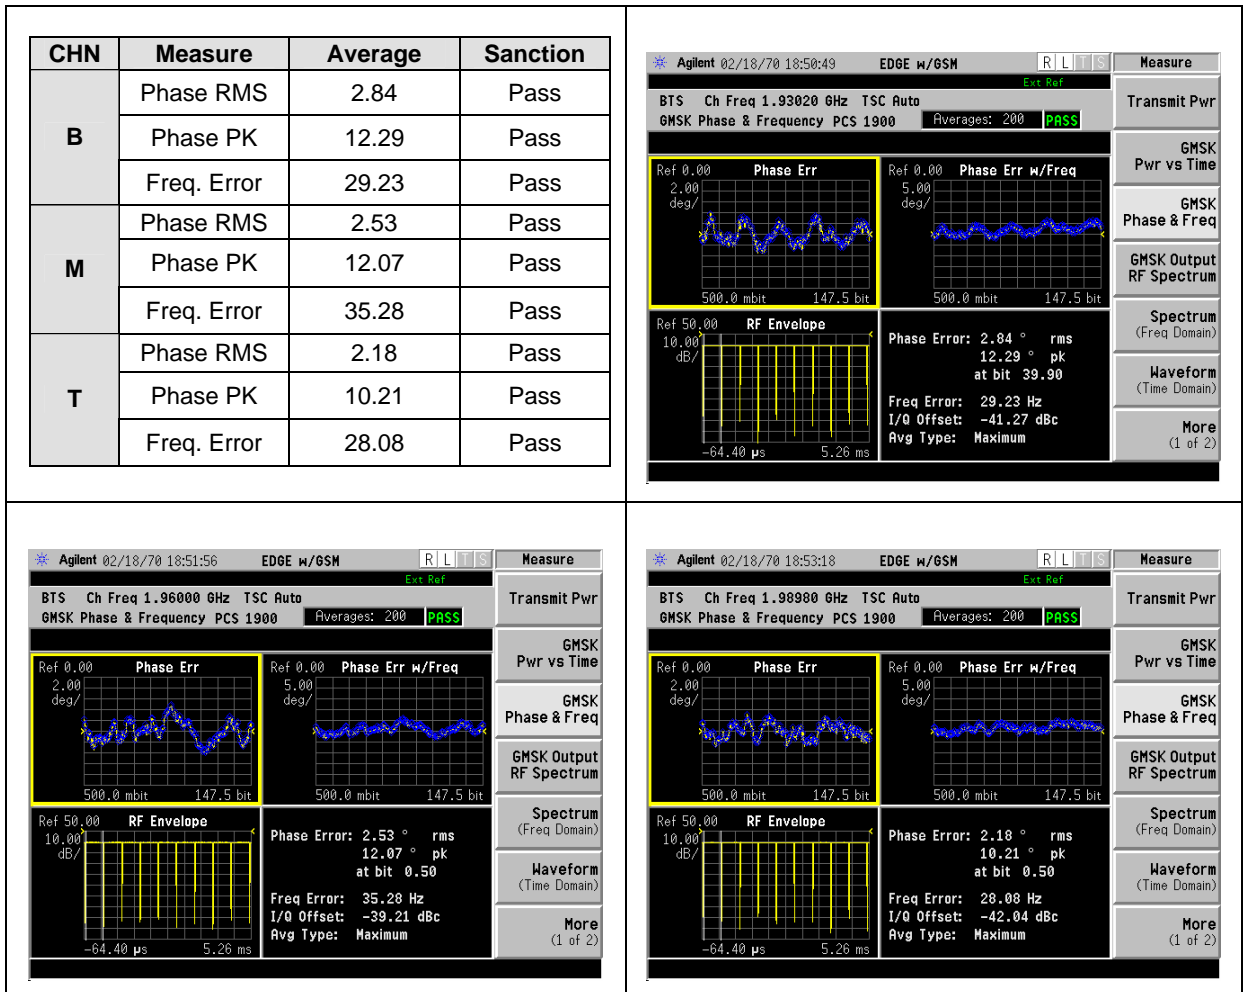 CHN Measure Average Sanction
B
Phase RMS 2.84 Pass
Phase PK 12.29 Pass
Freq. Error 29.23 Pass
M
Phase RMS 2.53 Pass
Phase PK 12.07 Pass
Freq. Error 35.28 Pass
T
Phase RMS 2.18 Pass
Phase PK 10.21 Pass
Freq. Error 28.08 Pass
Agilent 02/18/70 18:50:49 EDGE w/GSM R L T S Measure
Ext Ref
BTS Ch Freq 1.93020 GHz TSC Auto
GMSK Phase & Frequency PCS 1900 Averages: 200 PASS
Ref 0.00 Phase Err
2.00
deg/
500.0 mbit 147.5 bit
Ref 0.00 Phase Err w/Freq
5.00
deg/
500.0 mbit 147.5 bit
Ref 50.00 RF Envelope
10.00
dB/
-64.40 µs 5.26 ms
Phase Error: 2.84 ° rms
12.29 ° pk
at bit 39.90
Freq Error: 29.23 Hz
I/Q Offset: -41.27 dBc
Avg Type: Maximum
Transmit Pwr
GMSK
Pwr vs Time
GMSK
Phase & Freq
GMSK Output
RF Spectrum
Spectrum
(Freq Domain)
Waveform
(Time Domain)
More
(1 of 2)
Agilent 02/18/70 18:51:56 EDGE w/GSM R L T S Measure
Ext Ref
BTS Ch Freq 1.96000 GHz TSC Auto
GMSK Phase & Frequency PCS 1900 Averages: 200 PASS
Ref 0.00 Phase Err
2.00
deg/
500.0 mbit 147.5 bit
Ref 0.00 Phase Err w/Freq
5.00
deg/
500.0 mbit 147.5 bit
Ref 50.00 RF Envelope
10.00
dB/
-64.40 µs 5.26 ms
Phase Error: 2.53 ° rms
12.07 ° pk
at bit 0.50
Freq Error: 35.28 Hz
I/Q Offset: -39.21 dBc
Avg Type: Maximum
Transmit Pwr
GMSK
Pwr vs Time
GMSK
Phase & Freq
GMSK Output
RF Spectrum
Spectrum
(Freq Domain)
Waveform
(Time Domain)
More
(1 of 2)
Agilent 02/18/70 18:53:18 EDGE w/GSM R L T S Measure
Ext Ref
BTS Ch Freq 1.98980 GHz TSC Auto
GMSK Phase & Frequency PCS 1900 Averages: 200 PASS
Ref 0.00 Phase Err
2.00
deg/
500.0 mbit 147.5 bit
Ref 0.00 Phase Err w/Freq
5.00
deg/
500.0 mbit 147.5 bit
Ref 50.00 RF Envelope
10.00
dB/
-64.40 µs 5.26 ms
Phase Error: 2.18 ° rms
10.21 ° pk
at bit 0.50
Freq Error: 28.08 Hz
I/Q Offset: -42.04 dBc
Avg Type: Maximum
Transmit Pwr
GMSK
Pwr vs Time
GMSK
Phase & Freq
GMSK Output
RF Spectrum
Spectrum
(Freq Domain)
Waveform
(Time Domain)
More
(1 of 2)